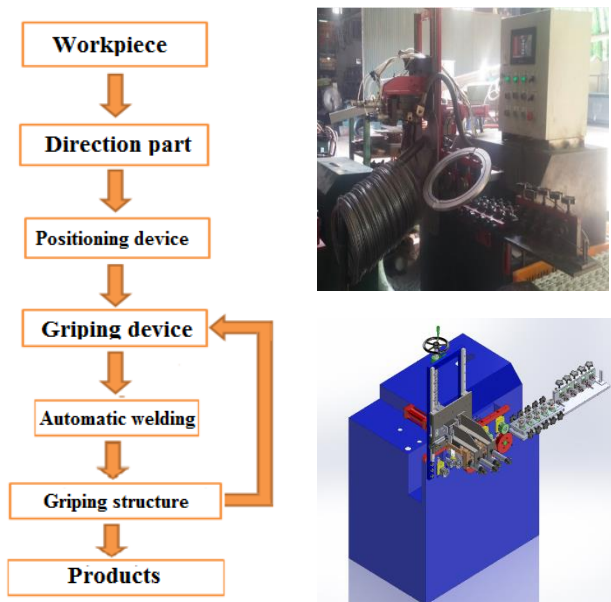 Workpiece
Direction part
Positioning device
Griping device
Automatic welding
Griping structure
Products